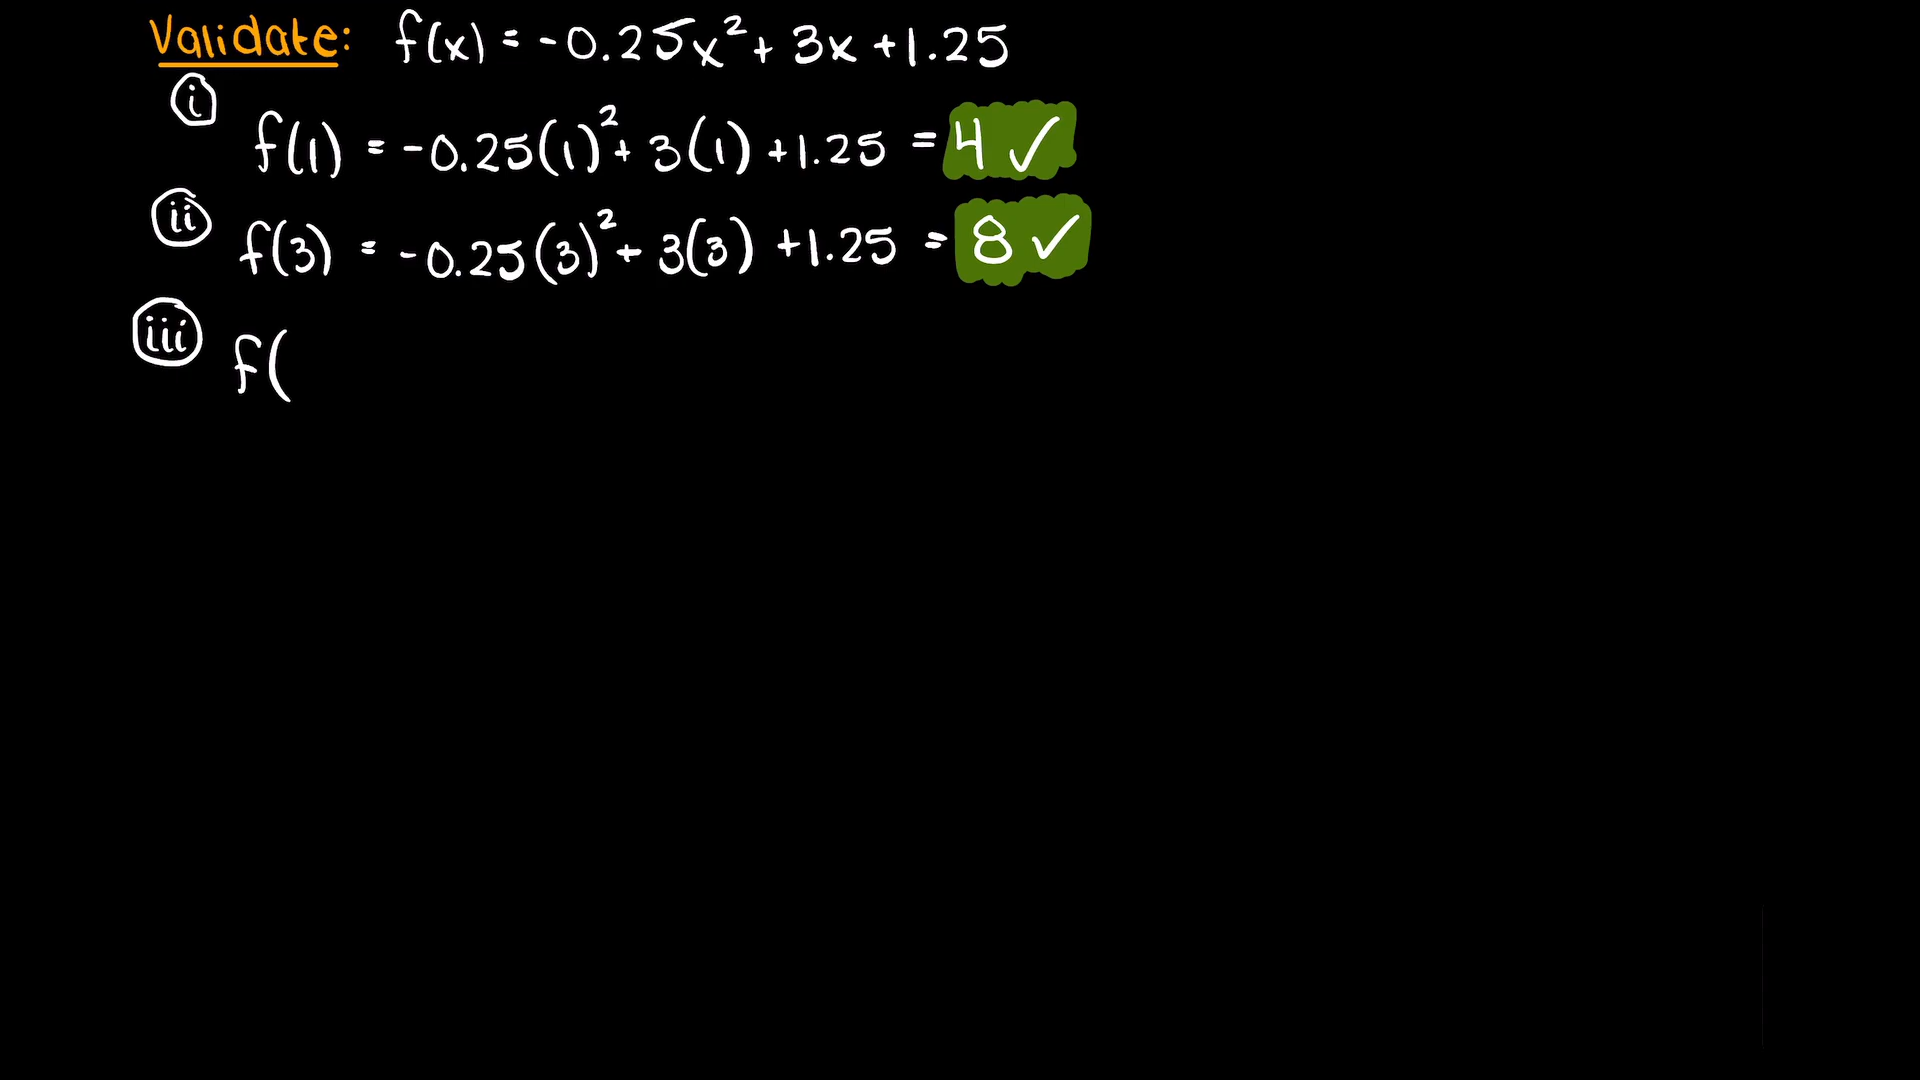 Validate: f(x) = -0.25x² + 3x + 1.25
i
f(1) = -0.25(1)² + 3(1) + 1.25 = 4 ✓
ii
f(3) = -0.25(3)² + 3(3) + 1.25 = 8 ✓
iii f(